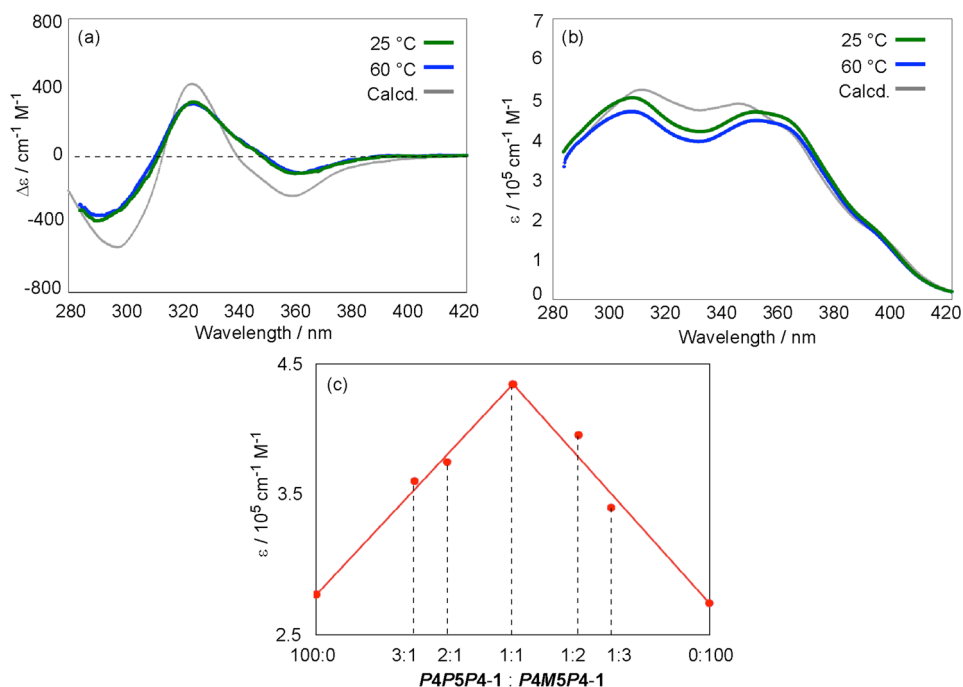 (a)
25 °C
60 °C
Calcd.
800
400
0
-400
-800
Δε / cm⁻¹ M⁻¹
280 300 320 340 360 380 400 420
Wavelength / nm
(b)
25 °C
60 °C
Calcd.
7
6
5
4
3
2
1
0
ε / 10⁵ cm⁻¹ M⁻¹
280 300 320 340 360 380 400 420
Wavelength / nm
(c)
4.5
3.5
2.5
ε / 10⁵ cm⁻¹ M⁻¹
100:0 3:1 2:1 1:1 1:2 1:3 0:100
P4P5P4-1 : P4M5P4-1